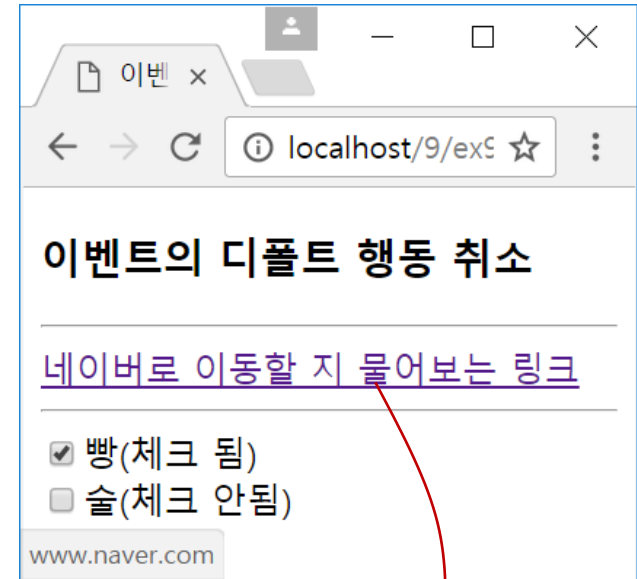 이벤
localhost/9/ex9
이벤트의 디폴트 행동 취소
네이버로 이동할 지 물어보는 링크
빵(체크 됨)
술(체크 안됨)
www.naver.com